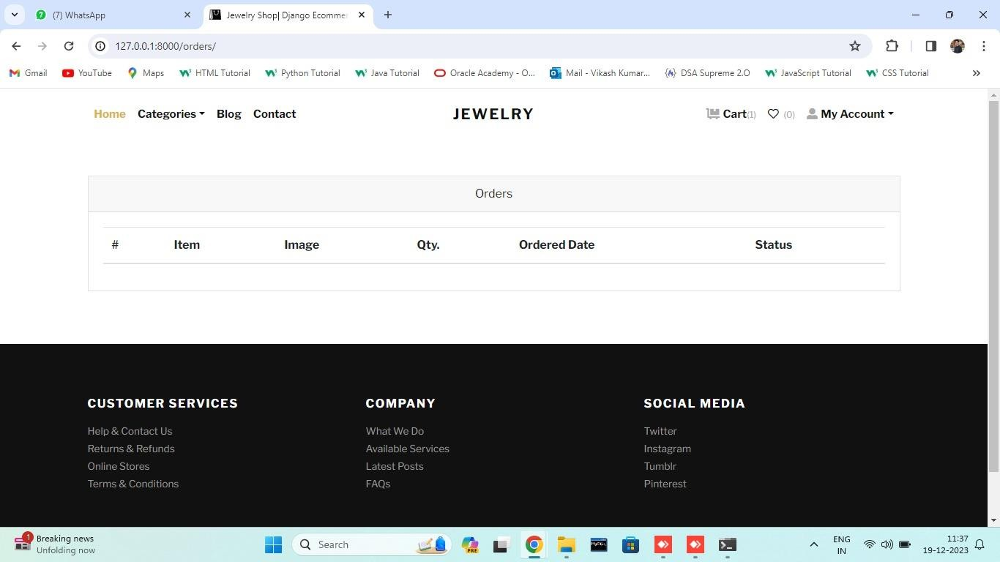 (7) WhatsApp
Jewelry Shop| Django Ecommer
127.0.0.1:8000/orders/
Gmail YouTube Maps HTML Tutorial Python Tutorial Java Tutorial Oracle Academy - O... Mail - Vikash Kumar... DSA Supreme 2.O JavaScript Tutorial CSS Tutorial »
Home Categories Blog Contact JEWELRY Cart(1) (0) My Account
Orders
# Item Image Qty. Ordered Date Status
CUSTOMER SERVICES
Help & Contact Us
Returns & Refunds
Online Stores
Terms & Conditions
COMPANY
What We Do
Available Services
Latest Posts
FAQs
SOCIAL MEDIA
Twitter
Instagram
Tumblr
Pinterest
1
Breaking news
Unfolding now
Search
PRE
MySQL
ENG
IN
11:37
19-12-2023